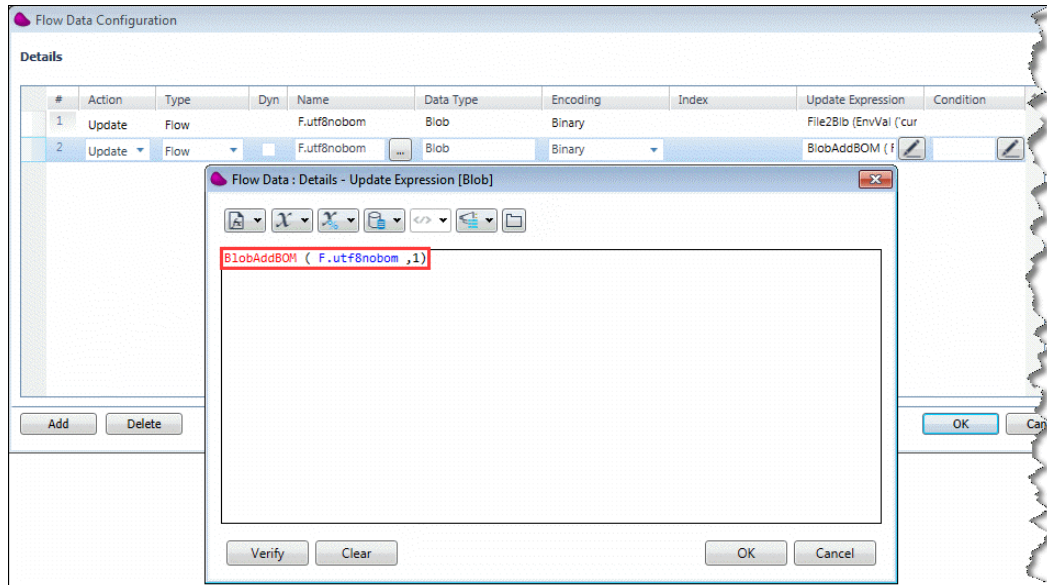 Flow Data Configuration
Details
# Action Type Dyn Name Data Type Encoding Index Update Expression Condition
1 Update Flow F.utf8nobom Blob Binary File2Blb (EnvVal ('cur
2 Update Flow F.utf8nobom ... Blob Binary BlobAddBOM ( F
Flow Data : Details - Update Expression [Blob]
BlobAddBOM ( F.utf8nobom ,1)
Add Delete OK Can
Verify Clear OK Cancel